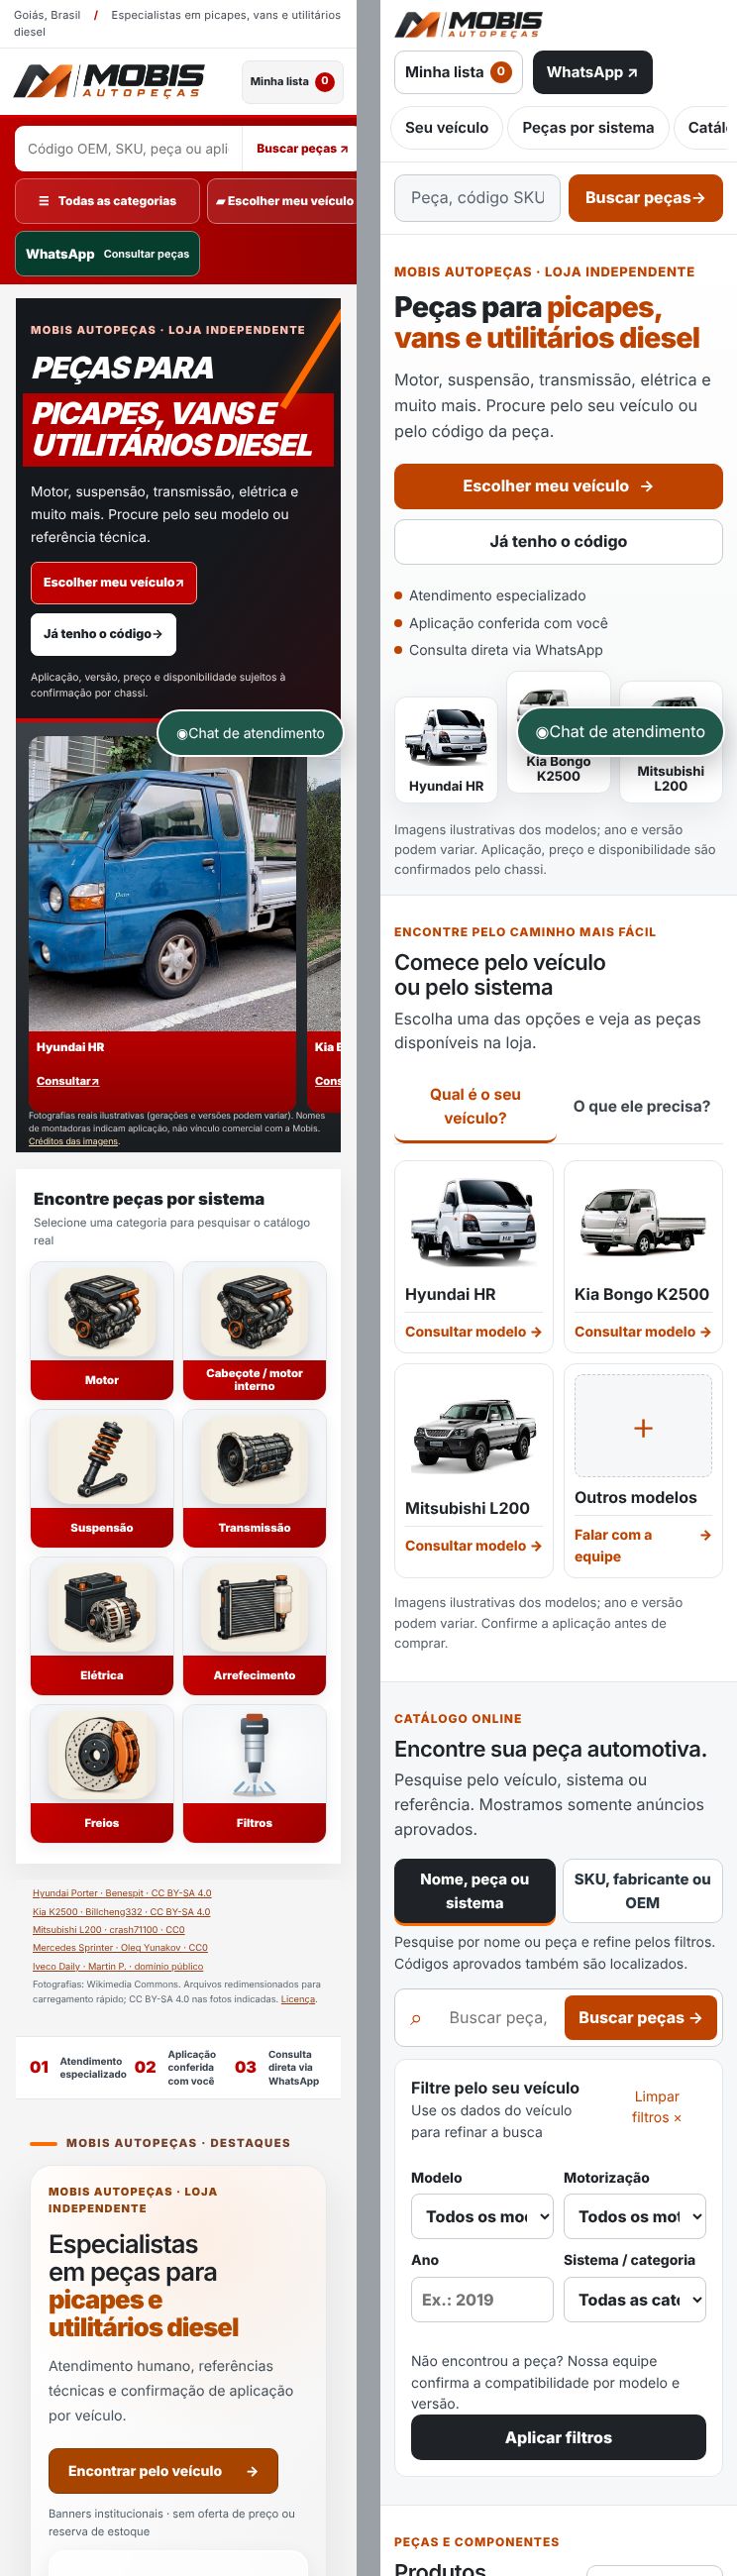 Goiás, Brasil / Especialistas em picapes, vans e utilitários
diesel
MOBIS
AUTOPEÇAS
Minha lista 0
Código OEM, SKU, peça ou apli
Buscar peças ↗
☰ Todas as categorias
Escolher meu veículo
WhatsApp Consultar peças
MOBIS AUTOPEÇAS · LOJA INDEPENDENTE
PEÇAS PARA
PICAPES, VANS E
UTILITÁRIOS DIESEL
Motor, suspensão, transmissão, elétrica e
muito mais. Procure pelo seu modelo ou
referência técnica.
Escolher meu veículo↗
Já tenho o código→
Aplicação, versão, preço e disponibilidade sujeitos à
confirmação por chassi.
◉Chat de atendimento
Hyundai HR
Consultar↗
Kia B
Cons
Fotografias reais ilustrativas (gerações e versões podem variar). Nomes
de montadoras indicam aplicação, não vínculo comercial com a Mobis.
Créditos das imagens.
Encontre peças por sistema
Selecione uma categoria para pesquisar o catálogo
real
Motor
Cabeçote / motor
interno
Suspensão
Transmissão
Elétrica
Arrefecimento
Freios
Filtros
Hyundai Porter · Benespit · CC BY-SA 4.0
Kia K2500 · Billcheng332 · CC BY-SA 4.0
Mitsubishi L200 · crash71100 · CC0
Mercedes Sprinter · Oleg Yunakov · CC0
Iveco Daily · Martin P. · domínio público
Fotografias: Wikimedia Commons. Arquivos redimensionados para
carregamento rápido; CC BY-SA 4.0 nas fotos indicadas. Licença.
01 Atendimento
especializado
02 Aplicação
conferida
com você
03 Consulta
direta via
WhatsApp
MOBIS AUTOPEÇAS · DESTAQUES
MOBIS AUTOPEÇAS · LOJA
INDEPENDENTE
Especialistas
em peças para
picapes e
utilitários diesel
Atendimento humano, referências
técnicas e confirmação de aplicação
por veículo.
Encontrar pelo veículo →
Banners institucionais · sem oferta de preço ou
reserva de estoque
MOBIS
AUTOPEÇAS
Minha lista 0
WhatsApp ↗
Seu veículo
Peças por sistema
Catál
Peça, código SKU
Buscar peças→
MOBIS AUTOPEÇAS · LOJA INDEPENDENTE
Peças para picapes,
vans e utilitários diesel
Motor, suspensão, transmissão, elétrica e
muito mais. Procure pelo seu veículo ou
pelo código da peça.
Escolher meu veículo →
Já tenho o código
Atendimento especializado
Aplicação conferida com você
Consulta direta via WhatsApp
◉Chat de atendimento
Hyundai HR
Kia Bongo
K2500
Mitsubishi
L200
Imagens ilustrativas dos modelos; ano e versão
podem variar. Aplicação, preço e disponibilidade são
confirmados pelo chassi.
ENCONTRE PELO CAMINHO MAIS FÁCIL
Comece pelo veículo
ou pelo sistema
Escolha uma das opções e veja as peças
disponíveis na loja.
Qual é o seu
veículo?
O que ele precisa?
Hyundai HR
Consultar modelo →
Kia Bongo K2500
Consultar modelo →
Mitsubishi L200
Consultar modelo →
+
Outros modelos
Falar com a
equipe →
Imagens ilustrativas dos modelos; ano e versão
podem variar. Confirme a aplicação antes de
comprar.
CATÁLOGO ONLINE
Encontre sua peça automotiva.
Pesquise pelo veículo, sistema ou
referência. Mostramos somente anúncios
aprovados.
Nome, peça ou
sistema
SKU, fabricante ou
OEM
Pesquise por nome ou peça e refine pelos filtros.
Códigos aprovados também são localizados.
Buscar peça,
Buscar peças →
Filtre pelo seu veículo
Use os dados do veículo
para refinar a busca
Limpar
filtros ×
Modelo
Motorização
Todos os mod
Todos os mot
Ano
Sistema / categoria
Ex.: 2019
Todas as cate
Não encontrou a peça? Nossa equipe
confirma a compatibilidade por modelo e
versão.
Aplicar filtros
PEÇAS E COMPONENTES
Produtos